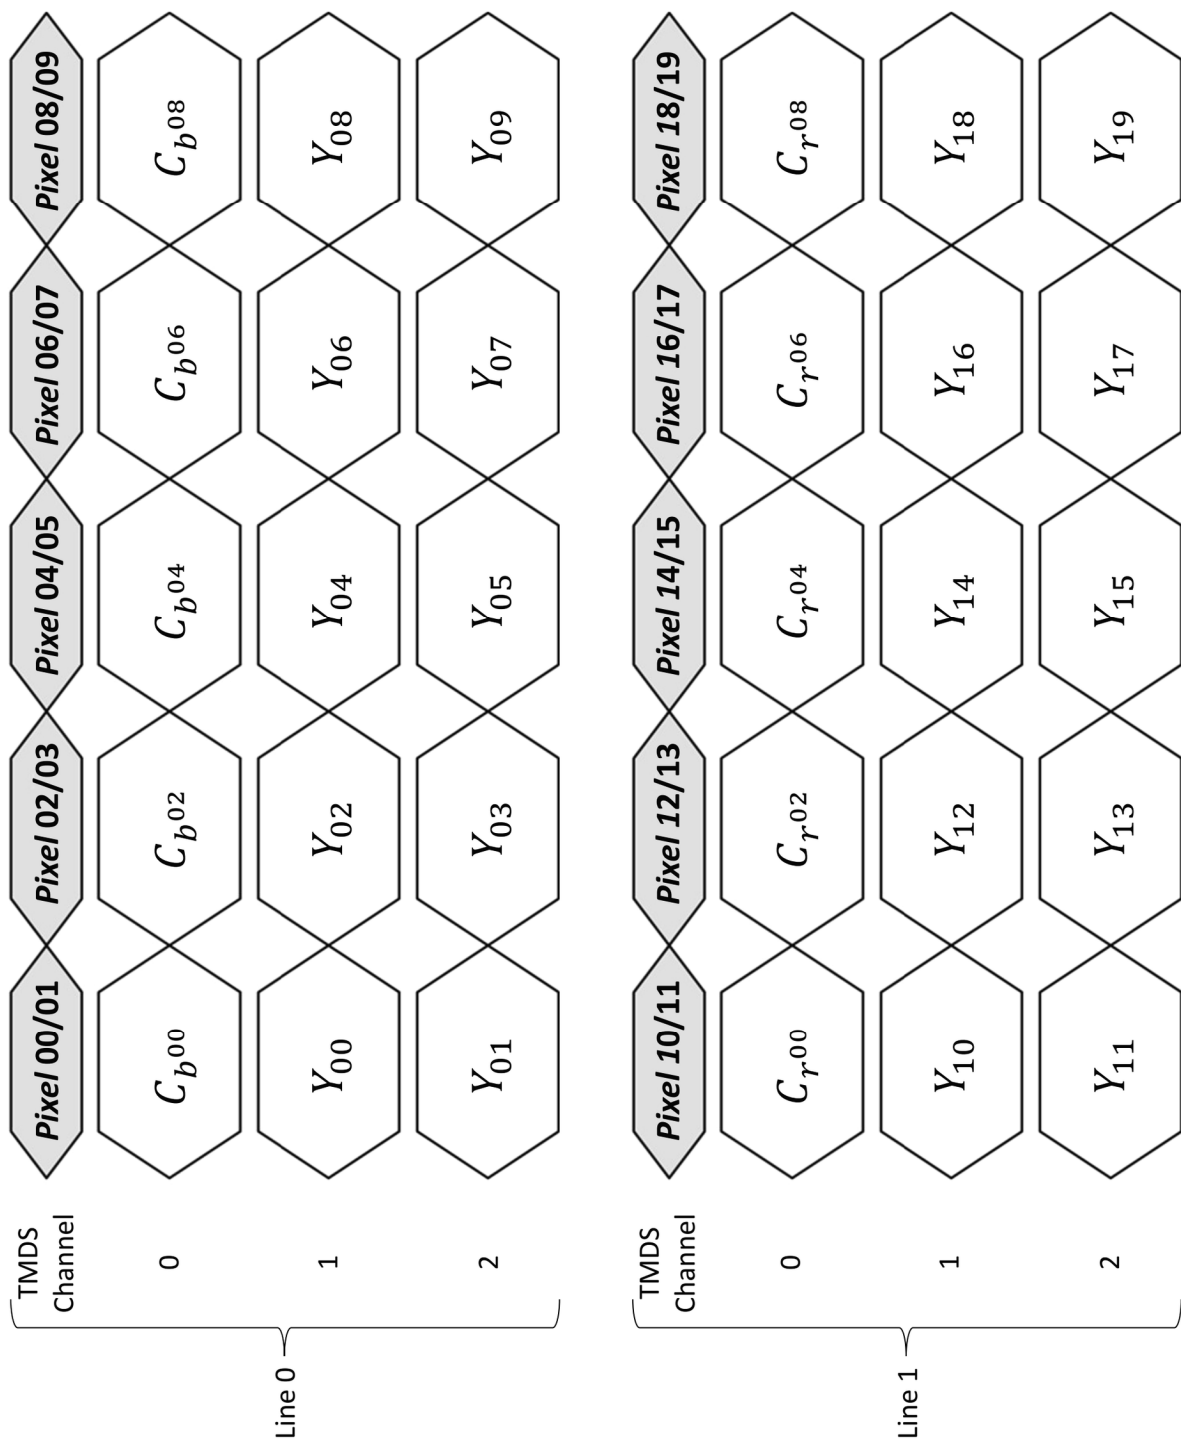 Line 0
TMDS
Channel
Pixel 00/01 Pixel 02/03 Pixel 04/05 Pixel 06/07 Pixel 08/09
0 C_b00 C_b02 C_b04 C_b06 C_b08
1 Y00 Y02 Y04 Y06 Y08
2 Y01 Y03 Y05 Y07 Y09
Line 1
TMDS
Channel
Pixel 10/11 Pixel 12/13 Pixel 14/15 Pixel 16/17 Pixel 18/19
0 C_r00 C_r02 C_r04 C_r06 C_r08
1 Y10 Y12 Y14 Y16 Y18
2 Y11 Y13 Y15 Y17 Y19